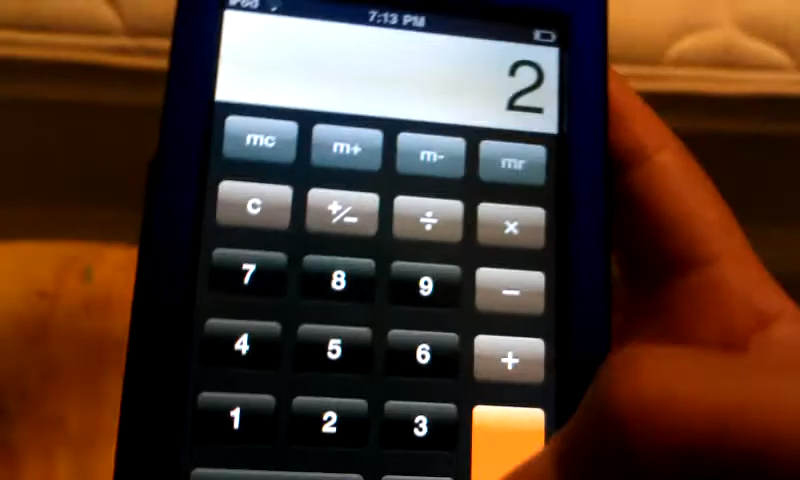 iPod 7:13 PM
2
mc m+ m- mr
c +/− ÷ ×
7 8 9 −
4 5 6 +
1 2 3